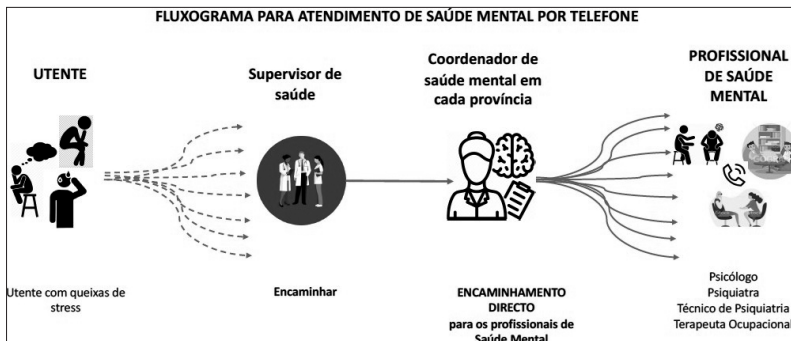 FLUXOGRAMA PARA ATENDIMENTO DE SAÚDE MENTAL POR TELEFONE
UTENTE
Supervisor de
saúde
Coordenador de
saúde mental em
cada província
PROFISSIONAL
DE SAÚDE
MENTAL
Utente com queixas de
stress
Encaminhar
ENCAMINHAMENTO
DIRECTO
para os profissionais de
Saúde Mental
Psicólogo
Psiquiatra
Técnico de Psiquiatria
Terapeuta Ocupacional